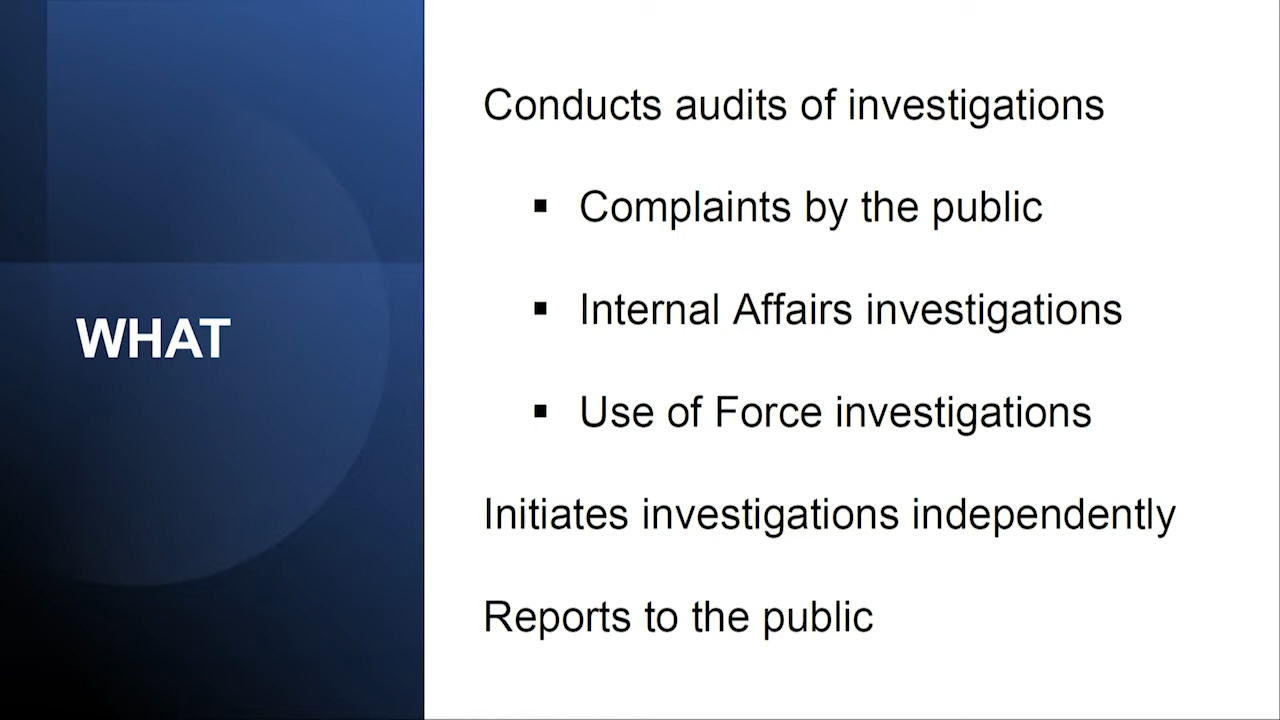 WHAT
Conducts audits of investigations
▪ Complaints by the public
▪ Internal Affairs investigations
▪ Use of Force investigations
Initiates investigations independently
Reports to the public